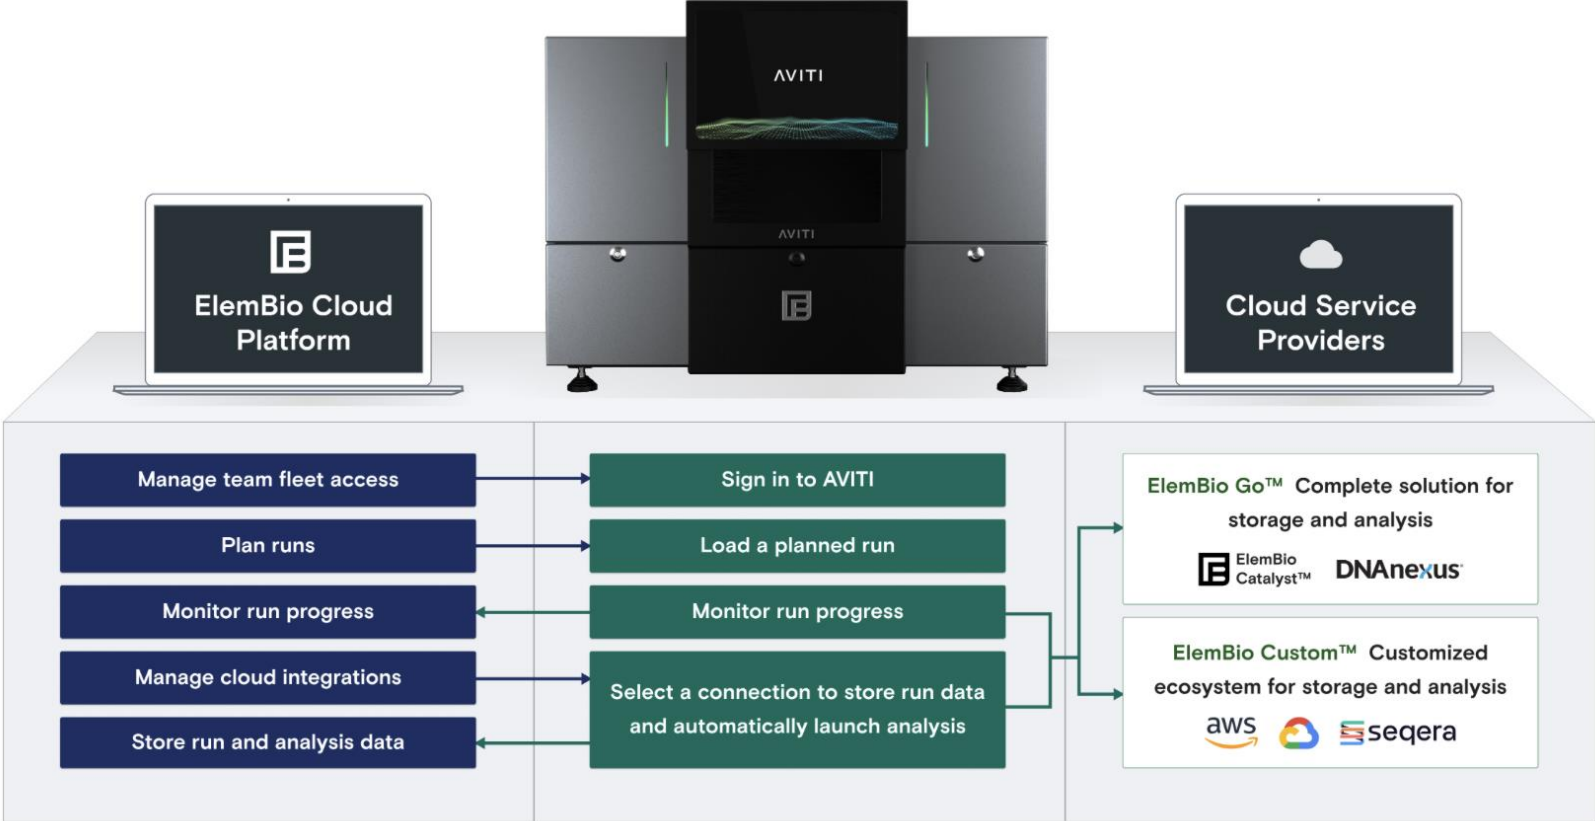 AVITI
AVITI
ElemBio Cloud
Platform
Cloud Service
Providers
Manage team fleet access
Plan runs
Monitor run progress
Manage cloud integrations
Store run and analysis data
Sign in to AVITI
Load a planned run
Monitor run progress
Select a connection to store run data
and automatically launch analysis
ElemBio Go™ Complete solution for
storage and analysis
ElemBio
Catalyst™
DNAnexus
ElemBio Custom™ Customized
ecosystem for storage and analysis
aws
seqera